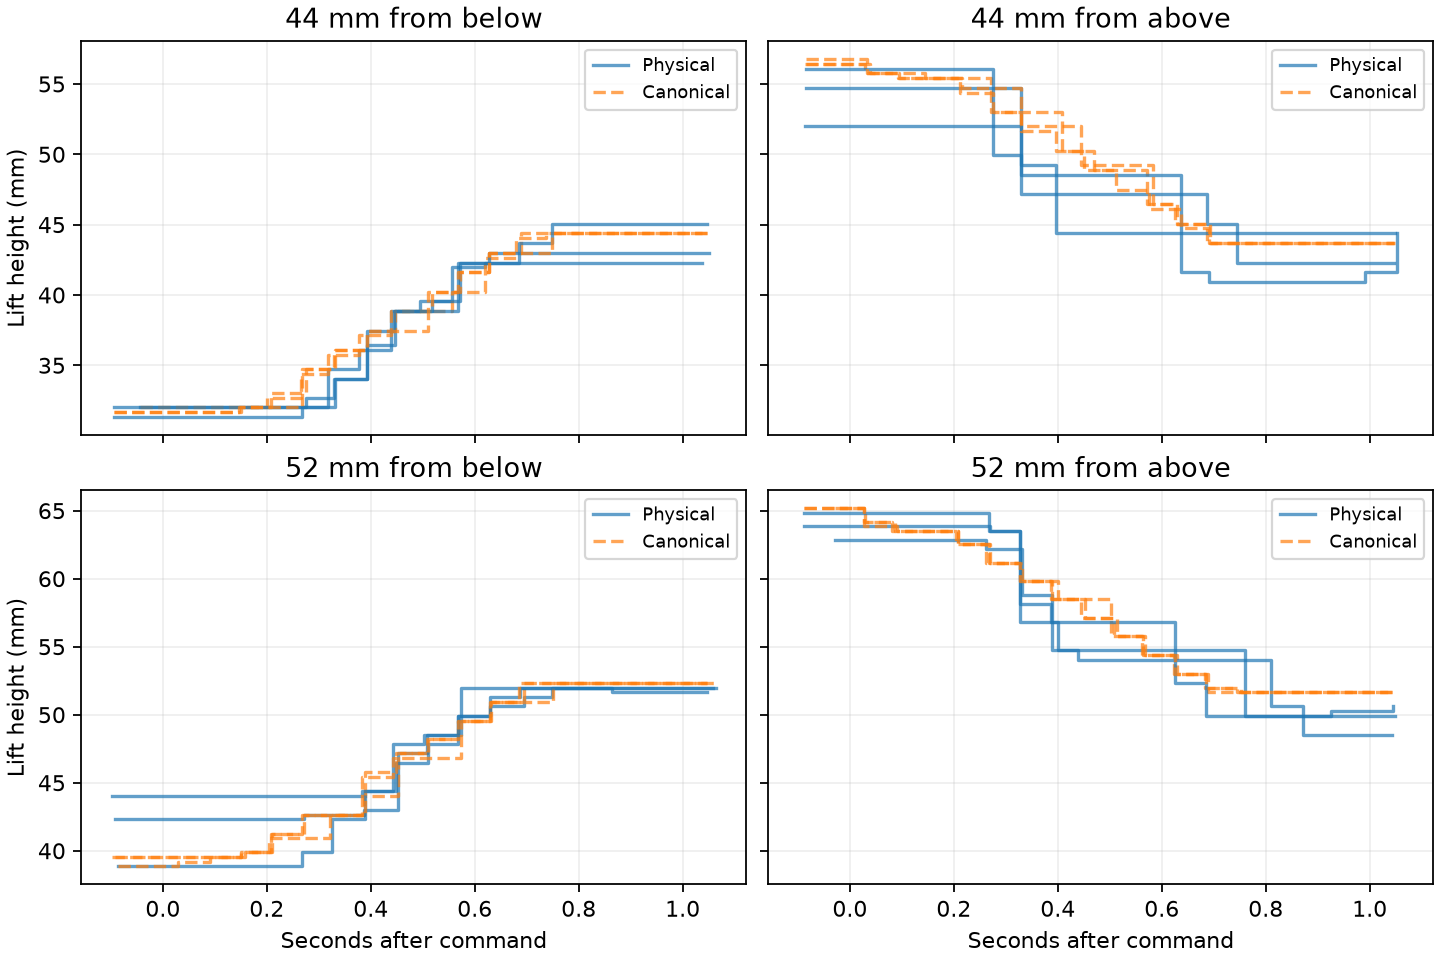 44 mm from below
44 mm from above
Lift height (mm)
55
50
45
40
35
Physical
Canonical
Physical
Canonical
52 mm from below
52 mm from above
Lift height (mm)
65
60
55
50
45
40
Physical
Canonical
Physical
Canonical
0.0 0.2 0.4 0.6 0.8 1.0
0.0 0.2 0.4 0.6 0.8 1.0
Seconds after command
Seconds after command